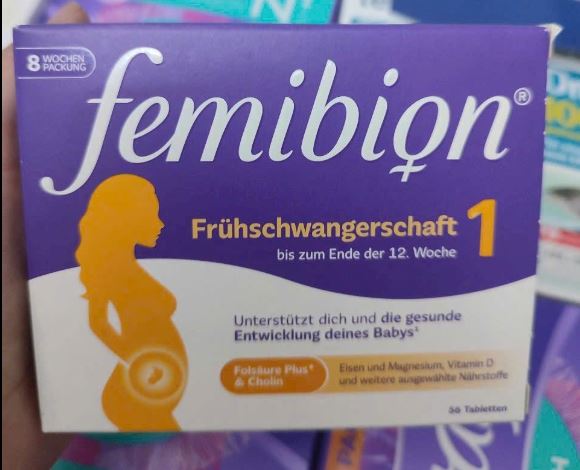 8 WOCHEN
PACKUNG
femibion®
Frühschwangerschaft 1
bis zum Ende der 12. Woche
Unterstützt dich und die gesunde
Entwicklung deines Babys¹
Folsäure Plus⁺
& Cholin
Eisen und Magnesium, Vitamin D
und weitere ausgewählte Nährstoffe
56 Tabletten